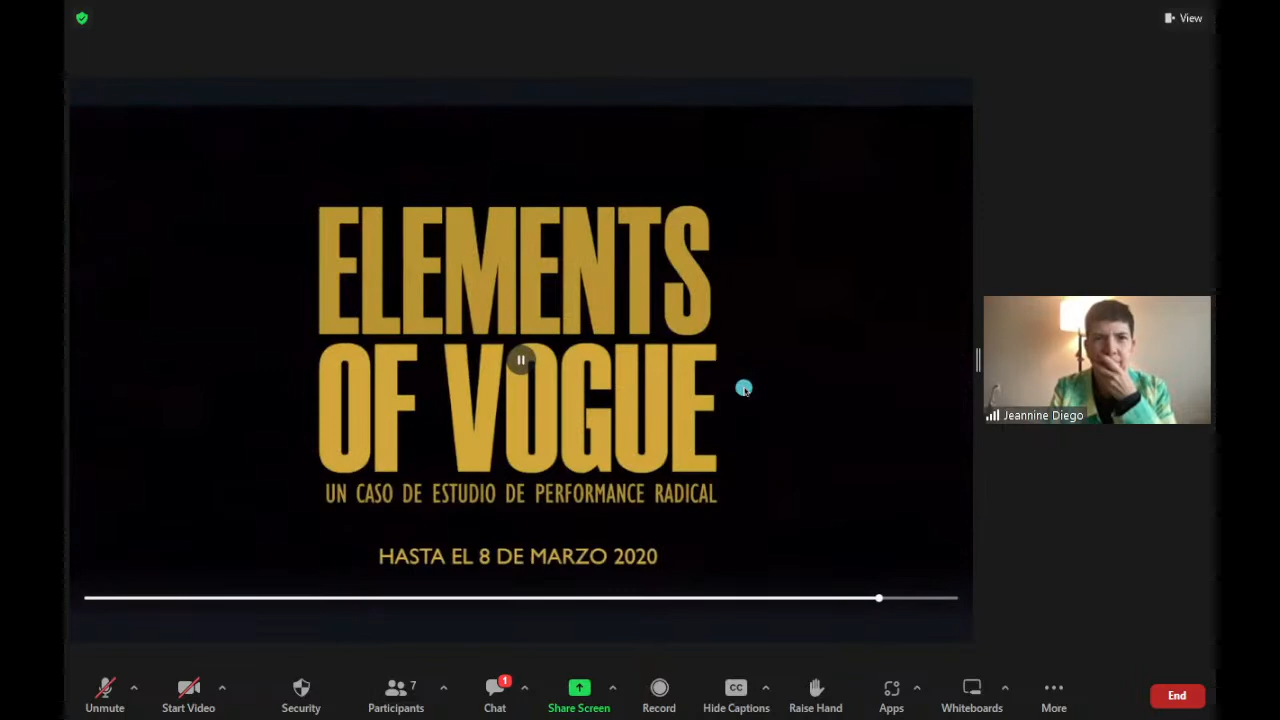 View
ELEMENTS
OF VOGUE
UN CASO DE ESTUDIO DE PERFORMANCE RADICAL
HASTA EL 8 DE MARZO 2020
Jeannine Diego
Unmute
Start Video
Security
7
Participants
1
Chat
Share Screen
Record
CC
Hide Captions
Raise Hand
Apps
Whiteboards
More
End